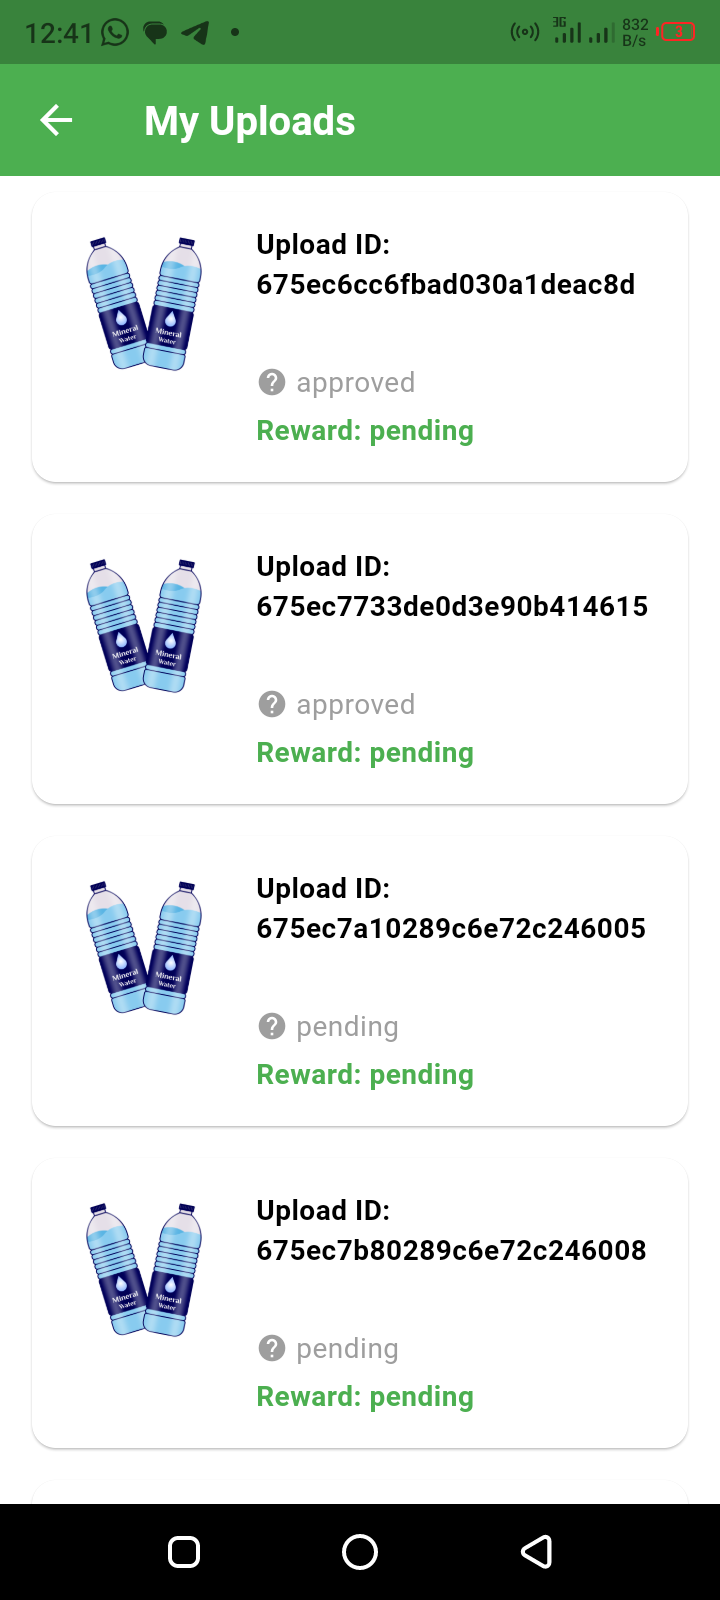 12:41
3G
832
B/s
3
My Uploads
Upload ID:
675ec6cc6fbad030a1deac8d
Mineral
Water
Mineral
Water
approved
Reward: pending
Upload ID:
675ec7733de0d3e90b414615
Mineral
Water
Mineral
Water
approved
Reward: pending
Upload ID:
675ec7a10289c6e72c246005
Mineral
Water
Mineral
Water
pending
Reward: pending
Upload ID:
675ec7b80289c6e72c246008
Mineral
Water
Mineral
Water
pending
Reward: pending